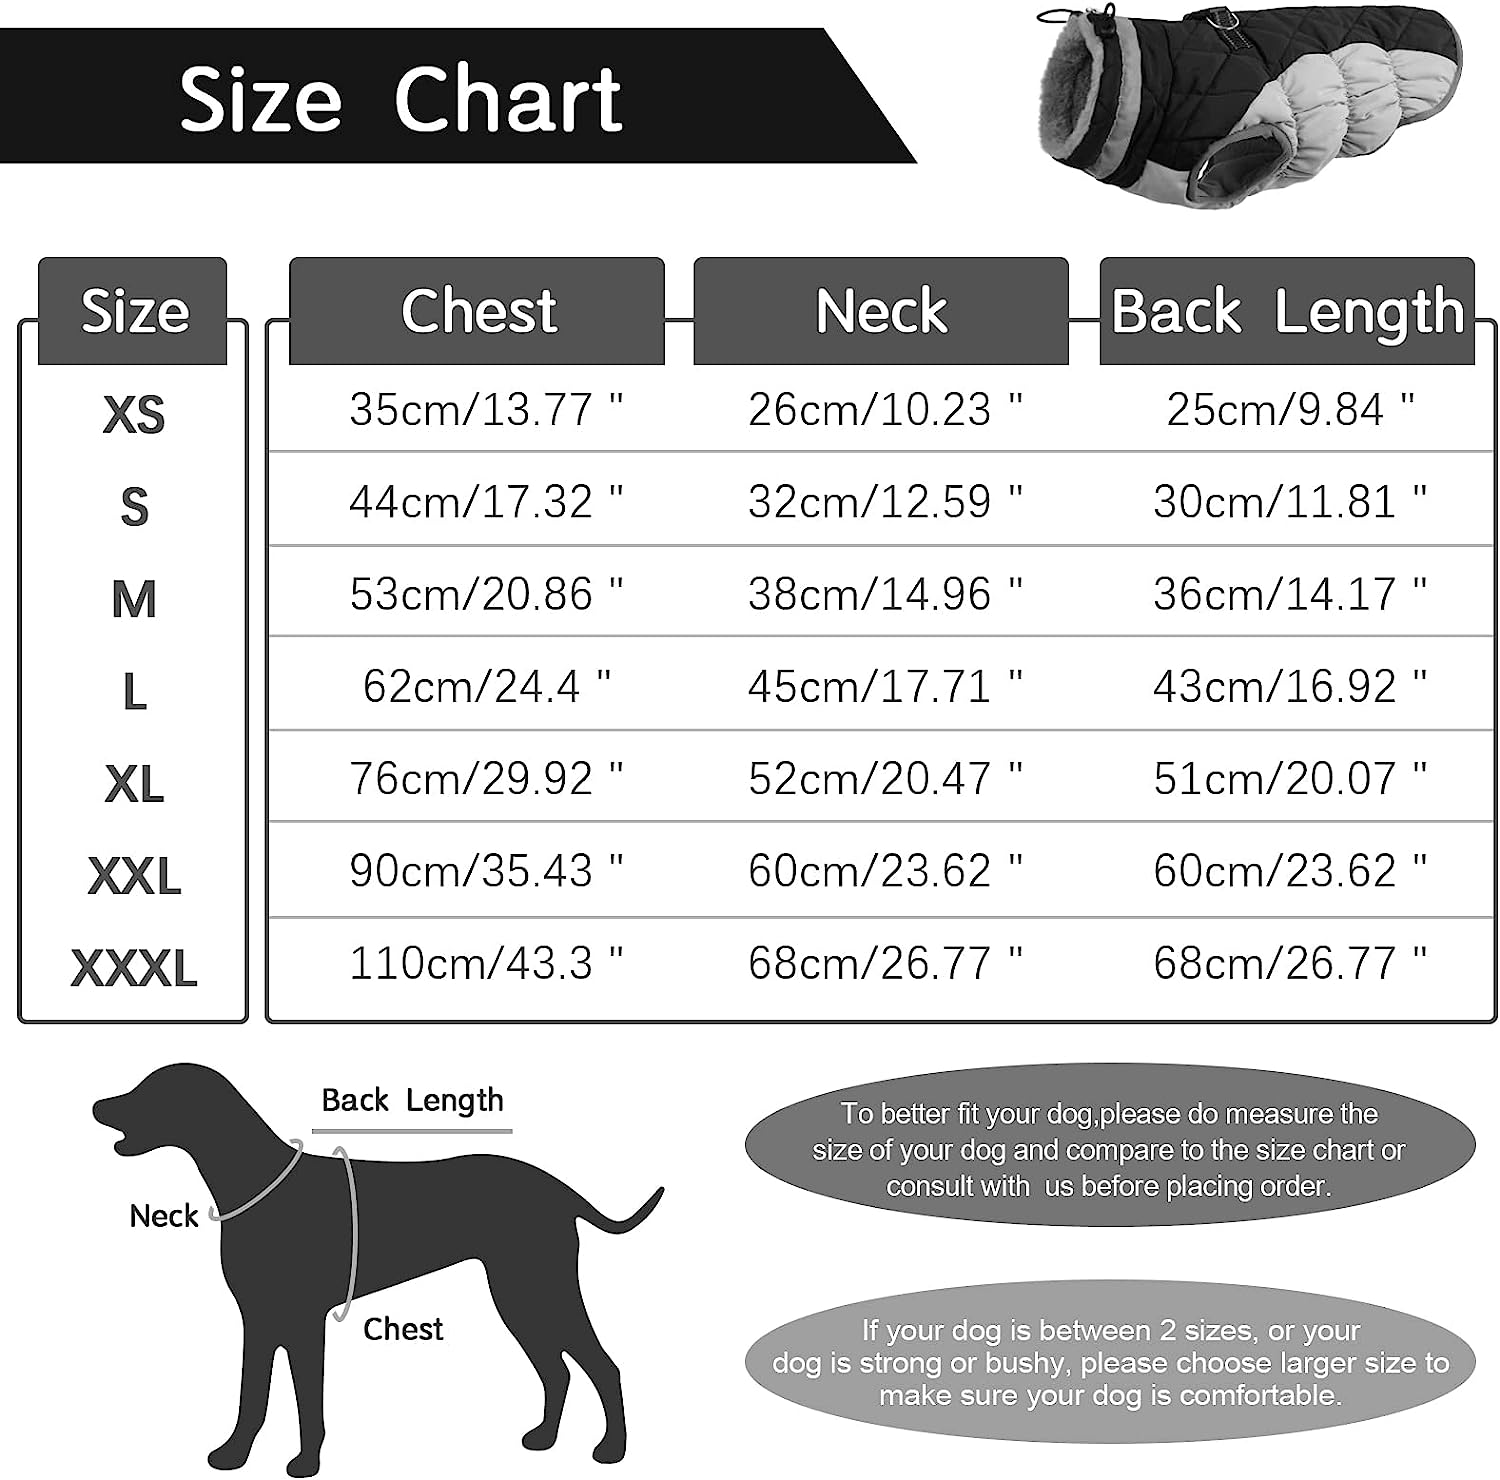 Size Chart
Size Chest Neck Back Length
XS 35cm/13.77 " 26cm/10.23 " 25cm/9.84 "
S 44cm/17.32 " 32cm/12.59 " 30cm/11.81 "
M 53cm/20.86 " 38cm/14.96 " 36cm/14.17 "
L 62cm/24.4 " 45cm/17.71 " 43cm/16.92 "
XL 76cm/29.92 " 52cm/20.47 " 51cm/20.07 "
XXL 90cm/35.43 " 60cm/23.62 " 60cm/23.62 "
XXXL 110cm/43.3 " 68cm/26.77 " 68cm/26.77 "
Back Length
Neck
Chest
To better fit your dog,please do measure the
size of your dog and compare to the size chart or
consult with us before placing order.
If your dog is between 2 sizes, or your
dog is strong or bushy, please choose larger size to
make sure your dog is comfortable.